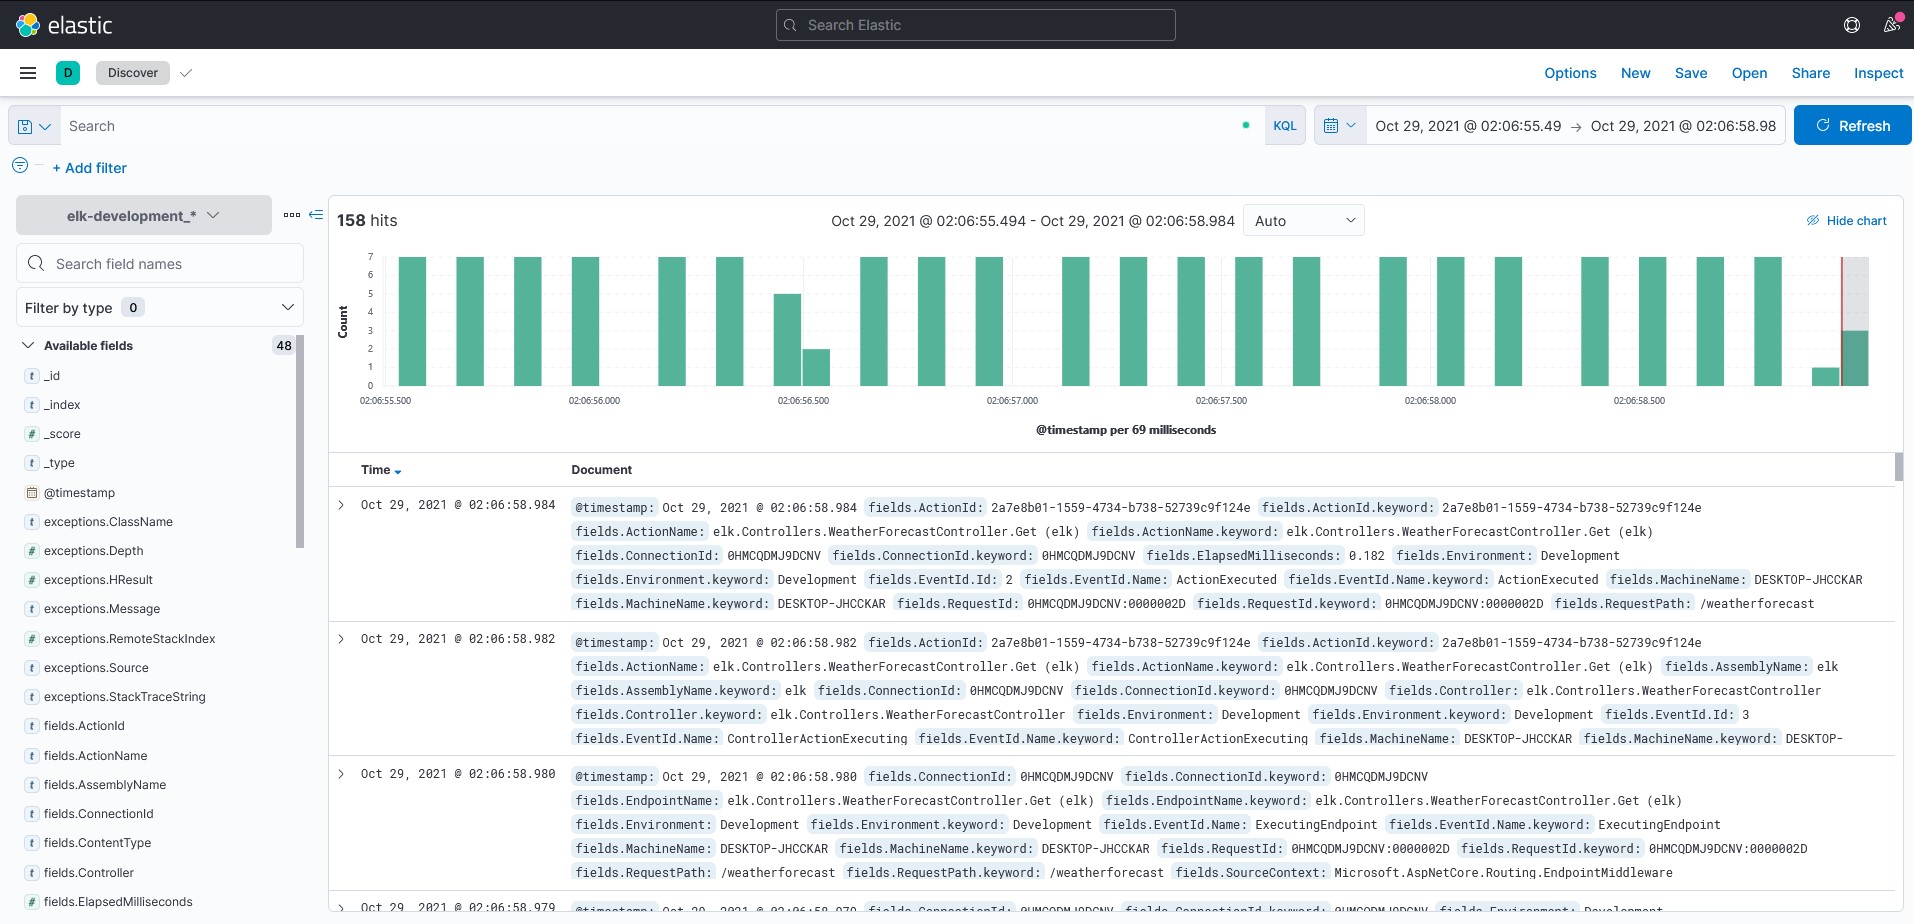 elastic
Search Elastic
D Discover Options New Save Open Share Inspect
Search KQL Oct 29, 2021 @ 02:06:55.49 → Oct 29, 2021 @ 02:06:58.98 Refresh
+ Add filter
elk-development_*
Search field names
Filter by type 0
Available fields 48
t _id
t _index
# _score
t _type
@timestamp
t exceptions.ClassName
# exceptions.Depth
# exceptions.HResult
t exceptions.Message
# exceptions.RemoteStackIndex
t exceptions.Source
t exceptions.StackTraceString
t fields.ActionId
t fields.ActionName
t fields.AssemblyName
t fields.ConnectionId
t fields.ContentType
t fields.Controller
# fields.ElapsedMilliseconds
158 hits Oct 29, 2021 @ 02:06:55.494 - Oct 29, 2021 @ 02:06:58.984 Auto Hide chart
Count
7
6
5
4
3
2
1
0
02:06:55.500 02:06:56.000 02:06:56.500 02:06:57.000 02:06:57.500 02:06:58.000 02:06:58.500
@timestamp per 69 milliseconds
Time Document
Oct 29, 2021 @ 02:06:58.984 @timestamp: Oct 29, 2021 @ 02:06:58.984 fields.ActionId: 2a7e8b01-1559-4734-b738-52739c9f124e fields.ActionId.keyword: 2a7e8b01-1559-4734-b738-52739c9f124e
fields.ActionName: elk.Controllers.WeatherForecastController.Get (elk) fields.ActionName.keyword: elk.Controllers.WeatherForecastController.Get (elk)
fields.ConnectionId: 0HMCQDMJ9DCNV fields.ConnectionId.keyword: 0HMCQDMJ9DCNV fields.ElapsedMilliseconds: 0.182 fields.Environment: Development
fields.Environment.keyword: Development fields.EventId.Id: 2 fields.EventId.Name: ActionExecuted fields.EventId.Name.keyword: ActionExecuted fields.MachineName: DESKTOP-JHCCKAR
fields.MachineName.keyword: DESKTOP-JHCCKAR fields.RequestId: 0HMCQDMJ9DCNV:0000002D fields.RequestId.keyword: 0HMCQDMJ9DCNV:0000002D fields.RequestPath: /weatherforecast
Oct 29, 2021 @ 02:06:58.982 @timestamp: Oct 29, 2021 @ 02:06:58.982 fields.ActionId: 2a7e8b01-1559-4734-b738-52739c9f124e fields.ActionId.keyword: 2a7e8b01-1559-4734-b738-52739c9f124e
fields.ActionName: elk.Controllers.WeatherForecastController.Get (elk) fields.ActionName.keyword: elk.Controllers.WeatherForecastController.Get (elk) fields.AssemblyName: elk
fields.AssemblyName.keyword: elk fields.ConnectionId: 0HMCQDMJ9DCNV fields.ConnectionId.keyword: 0HMCQDMJ9DCNV fields.Controller: elk.Controllers.WeatherForecastController
fields.Controller.keyword: elk.Controllers.WeatherForecastController fields.Environment: Development fields.Environment.keyword: Development fields.EventId.Id: 3
fields.EventId.Name: ControllerActionExecuting fields.EventId.Name.keyword: ControllerActionExecuting fields.MachineName: DESKTOP-JHCCKAR fields.MachineName.keyword: DESKTOP-
Oct 29, 2021 @ 02:06:58.980 @timestamp: Oct 29, 2021 @ 02:06:58.980 fields.ConnectionId: 0HMCQDMJ9DCNV fields.ConnectionId.keyword: 0HMCQDMJ9DCNV
fields.EndpointName: elk.Controllers.WeatherForecastController.Get (elk) fields.EndpointName.keyword: elk.Controllers.WeatherForecastController.Get (elk)
fields.Environment: Development fields.Environment.keyword: Development fields.EventId.Name: ExecutingEndpoint fields.EventId.Name.keyword: ExecutingEndpoint
fields.MachineName: DESKTOP-JHCCKAR fields.MachineName.keyword: DESKTOP-JHCCKAR fields.RequestId: 0HMCQDMJ9DCNV:0000002D fields.RequestId.keyword: 0HMCQDMJ9DCNV:0000002D
fields.RequestPath: /weatherforecast fields.RequestPath.keyword: /weatherforecast fields.SourceContext: Microsoft.AspNetCore.Routing.EndpointMiddleware
Oct 29, 2021 @ 02:06:58.979 @timestamp: Oct 29, 2021 @ 02:06:58.979 fields.ConnectionId: 0HMCQDMJ9DCNV fields.ConnectionId.keyword: 0HMCQDMJ9DCNV fields.Environment: Development